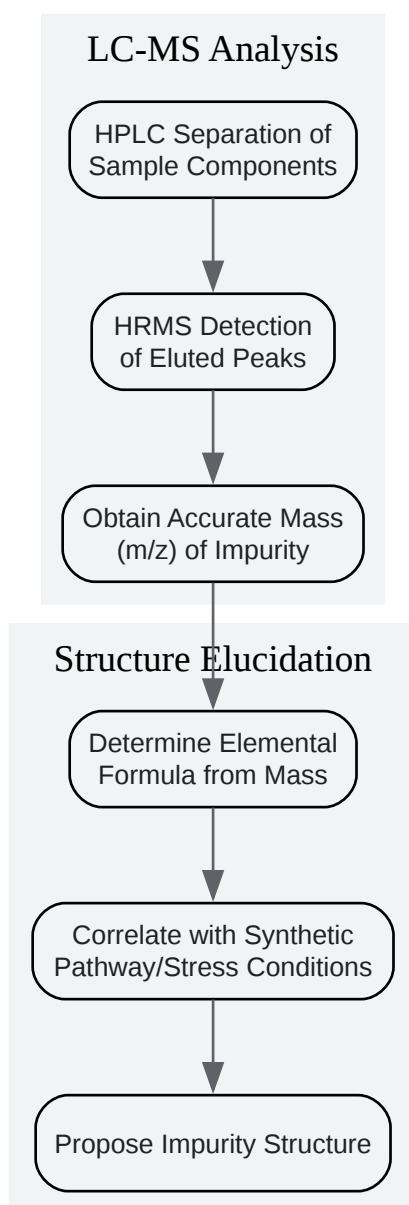 LC-MS Analysis
HPLC Separation of
Sample Components
HRMS Detection
of Eluted Peaks
Obtain Accurate Mass
(m/z) of Impurity
Structure Elucidation
Determine Elemental
Formula from Mass
Correlate with Synthetic
Pathway/Stress Conditions
Propose Impurity Structure